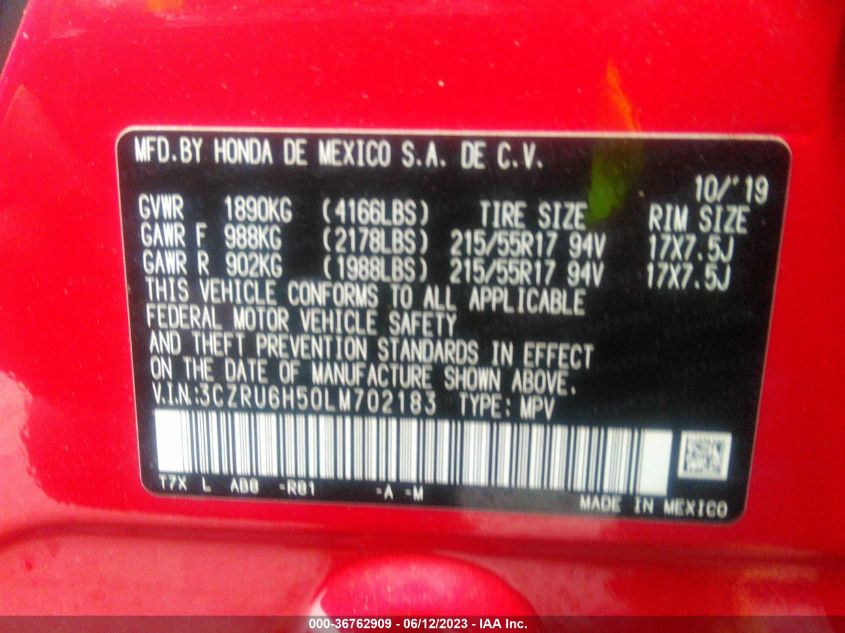 MFD.BY HONDA DE MEXICO S.A. DE C.V.
10/'19
GVWR 1890KG (4166LBS) TIRE SIZE RIM SIZE
GAWR F 988KG (2178LBS) 215/55R17 94V 17X7.5J
GAWR R 902KG (1988LBS) 215/55R17 94V 17X7.5J
THIS VEHICLE CONFORMS TO ALL APPLICABLE
FEDERAL MOTOR VEHICLE SAFETY
AND THEFT PREVENTION STANDARDS IN EFFECT
ON THE DATE OF MANUFACTURE SHOWN ABOVE.
V.I.N.:3CZRU6H50LM702183 TYPE: MPV
T7X L AB0 -R81 -A -M
MADE IN MEXICO
000-36762909 - 06/12/2023 - IAA Inc.